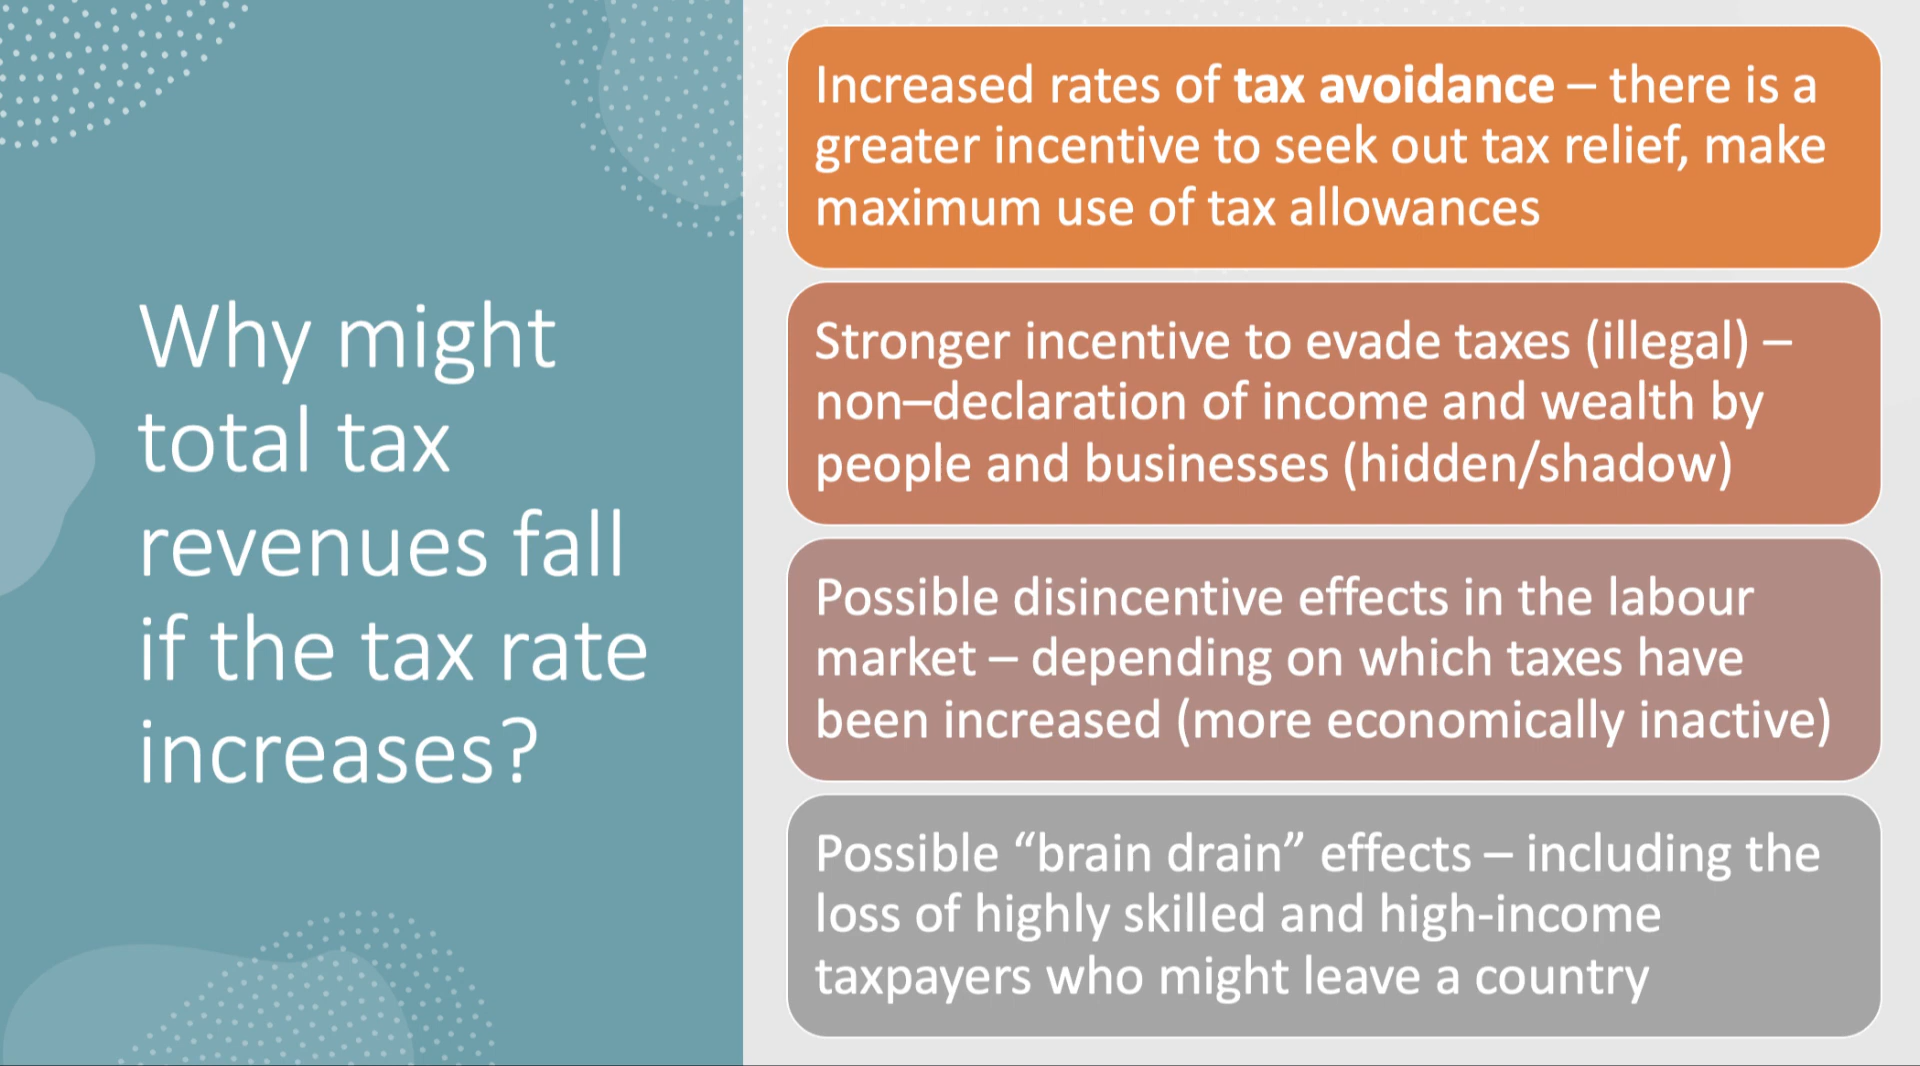 Why might
total tax
revenues fall
if the tax rate
increases?
Increased rates of tax avoidance – there is a
greater incentive to seek out tax relief, make
maximum use of tax allowances
Stronger incentive to evade taxes (illegal) –
non–declaration of income and wealth by
people and businesses (hidden/shadow)
Possible disincentive effects in the labour
market – depending on which taxes have
been increased (more economically inactive)
Possible “brain drain” effects – including the
loss of highly skilled and high-income
taxpayers who might leave a country